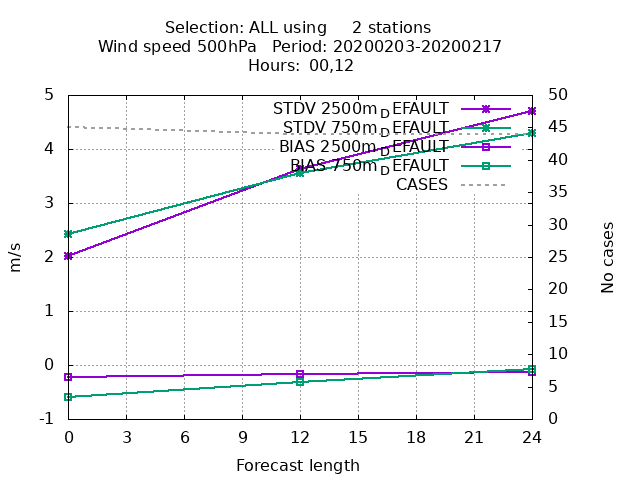 Selection: ALL using 2 stations
Wind speed 500hPa Period: 20200203-20200217
Hours: 00,12
STDV 2500m_DEFAULT
STDV 750m_DEFAULT
BIAS 2500m_DEFAULT
BIAS 750m_DEFAULT
CASES
5
4
3
2
1
0
-1
m/s
50
45
40
35
30
25
20
15
10
5
0
No cases
0 3 6 9 12 15 18 21 24
Forecast length